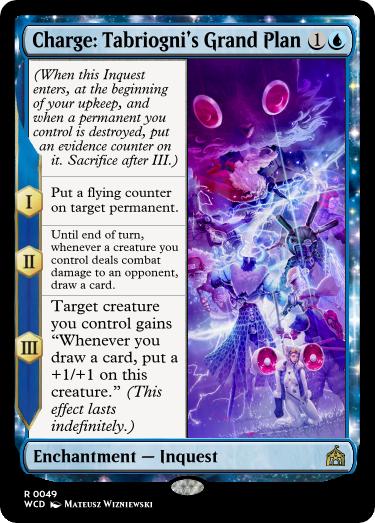 Charge: Tabriogni's Grand Plan 1
(When this Inquest
enters, at the beginning
of your upkeep, and
when a permanent you
control is destroyed, put
an evidence counter on
it. Sacrifice after III.)
I
Put a flying counter
on target permanent.
II
Until end of turn,
whenever a creature you
control deals combat
damage to an opponent,
draw a card.
III
Target creature
you control gains
“Whenever you
draw a card, put a
+1/+1 on this
creature.” (This
effect lasts
indefinitely.)
Enchantment — Inquest
R 0049
WCD Mateusz Wizniewski